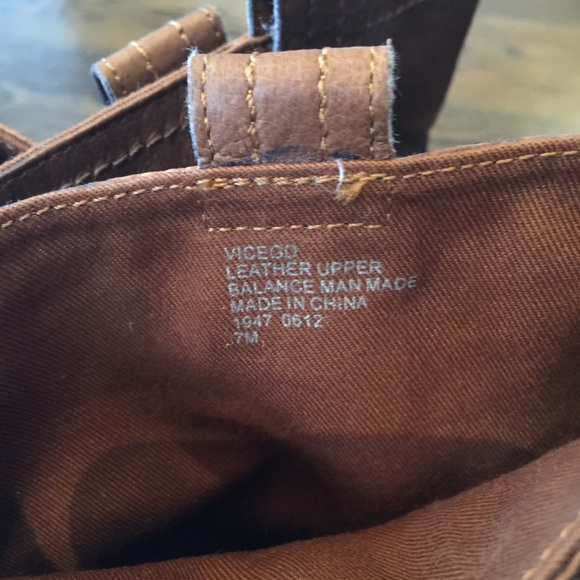 VICEGD
LEATHER UPPER
BALANCE MAN MADE
MADE IN CHINA
1947 0612
7M